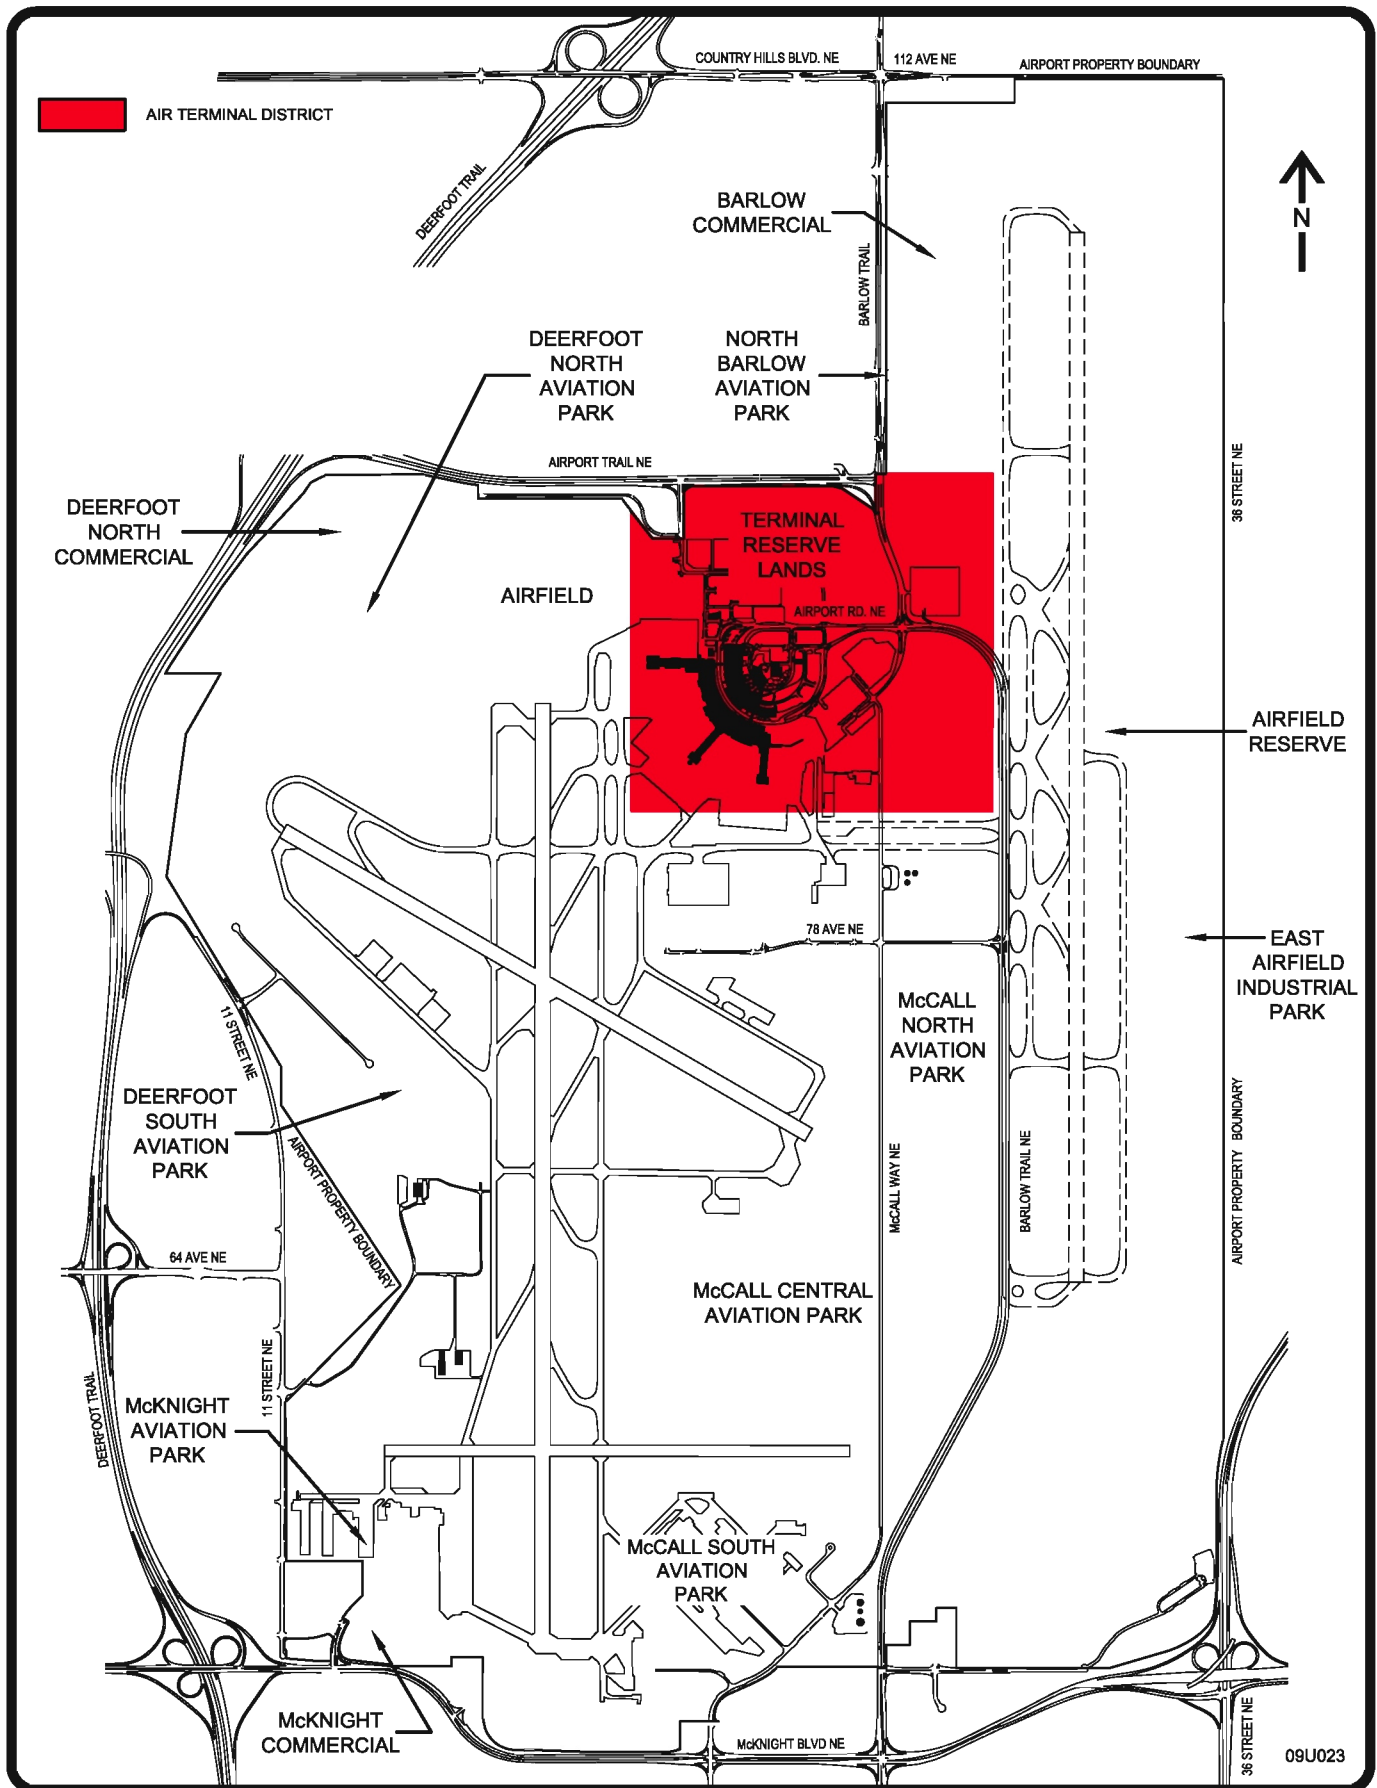 COUNTRY HILLS BLVD. NE
112 AVE NE
AIRPORT PROPERTY BOUNDARY
AIR TERMINAL DISTRICT
DEERFOOT TRAIL
BARLOW
COMMERCIAL
N
BARLOW TRAIL
DEERFOOT
NORTH
AVIATION
PARK
NORTH
BARLOW
AVIATION
PARK
AIRPORT TRAIL NE
36 STREET NE
DEERFOOT
NORTH
COMMERCIAL
TERMINAL
RESERVE
LANDS
AIRFIELD
AIRPORT RD. NE
AIRFIELD
RESERVE
78 AVE NE
EAST
AIRFIELD
INDUSTRIAL
PARK
McCALL
NORTH
AVIATION
PARK
11 STREET NE
DEERFOOT
SOUTH
AVIATION
PARK
AIRPORT PROPERTY BOUNDARY
McCALL WAY NE
BARLOW TRAIL NE
AIRPORT PROPERTY BOUNDARY
64 AVE NE
McCALL CENTRAL
AVIATION PARK
11 STREET NE
DEERFOOT TRAIL
McKNIGHT
AVIATION
PARK
McCALL SOUTH
AVIATION
PARK
McKNIGHT
COMMERCIAL
McKNIGHT BLVD NE
36 STREET NE
09U023